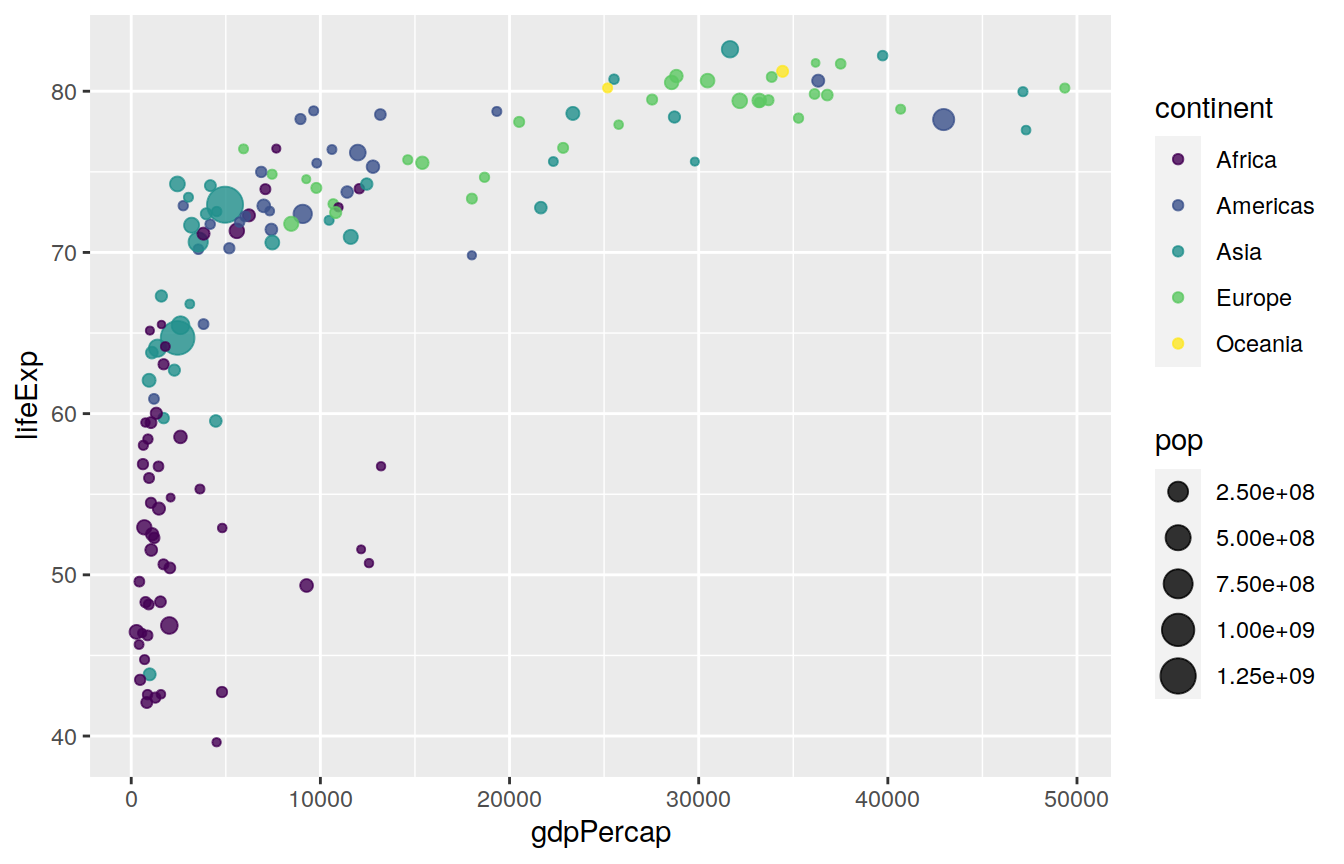 lifeExp
80
70
60
50
40
0 10000 20000 30000 40000 50000
gdpPercap
continent
Africa
Americas
Asia
Europe
Oceania
pop
2.50e+08
5.00e+08
7.50e+08
1.00e+09
1.25e+09